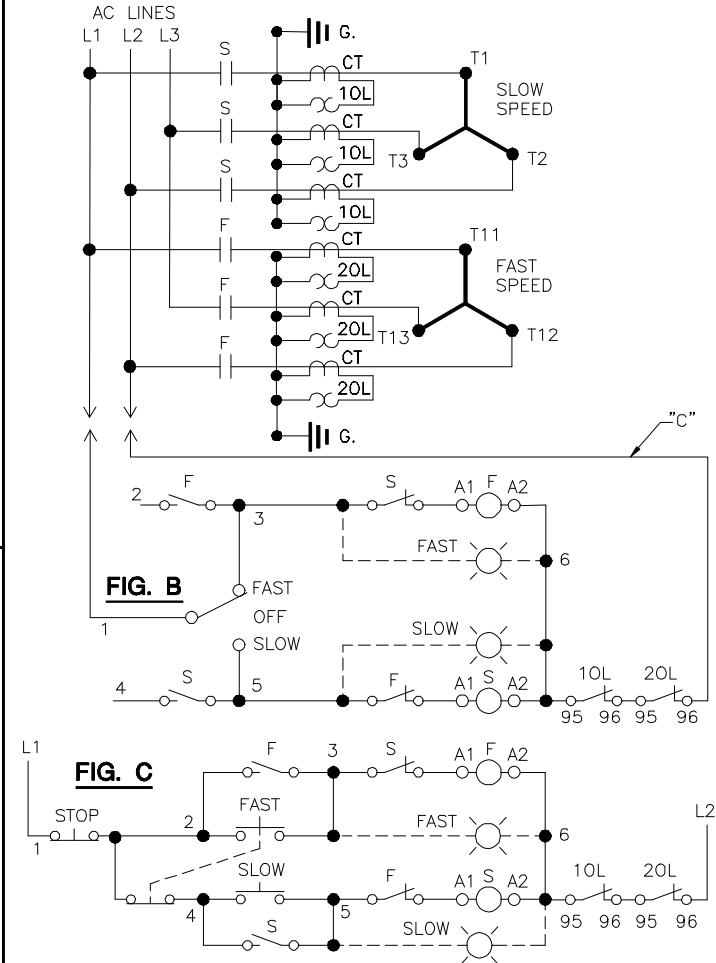 AC LINES
L1 L2 L3
G.
S
CT
T1
1OL
SLOW
SPEED
S
CT
T3
T2
1OL
S
CT
1OL
F
CT
T11
2OL
FAST
SPEED
F
CT
2OL
T13
T12
F
CT
2OL
G.
"C"
2 F 3 S A1 F A2
FAST
6
FIG. B
FAST
OFF
SLOW
1
SLOW
4 S 5 F A1 S A2 1OL 2OL
95 96 95 96
L1
FIG. C
F 3 S A1 F A2
L2
STOP
1
2
FAST
FAST
6
SLOW
4
5
F A1 S A2 1OL 2OL
95 96 95 96
S
SLOW